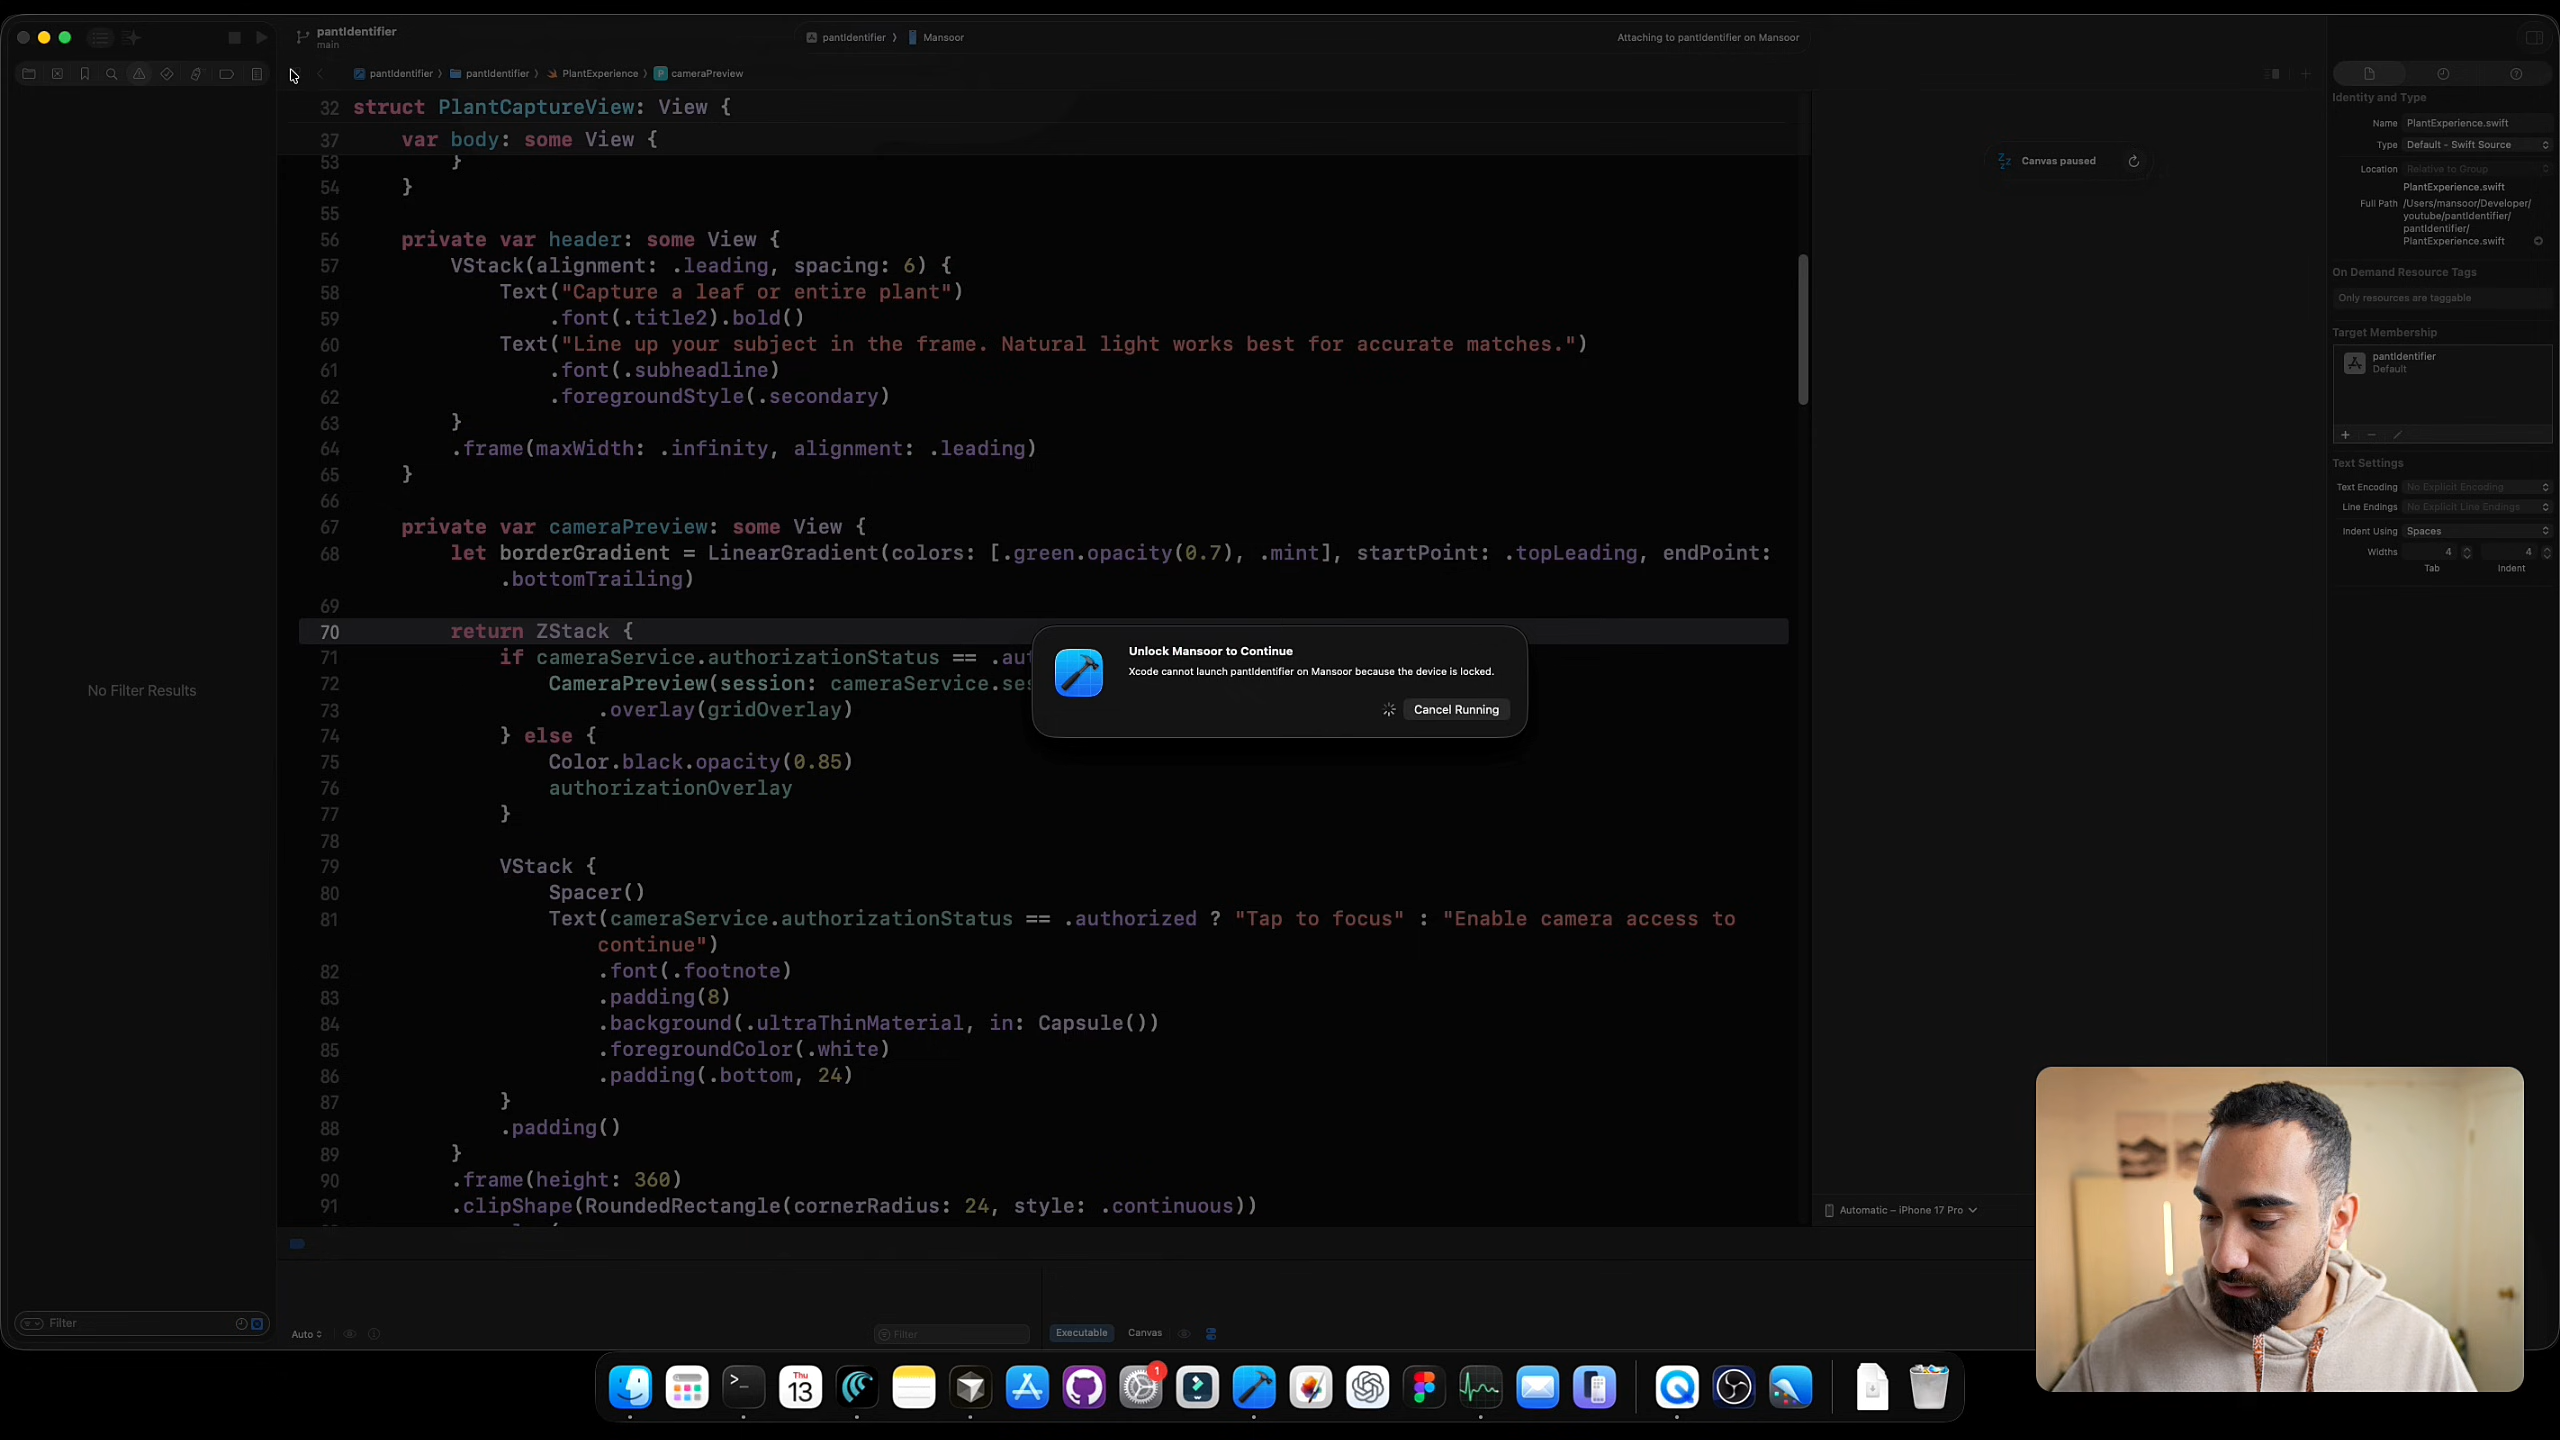 pantIdentifier
main
pantIdentifier 〉 Mansoor
Attaching to pantIdentifier on Mansoor
pantIdentifier 〉 pantIdentifier 〉 PlantExperience 〉 P cameraPreview
32 struct PlantCaptureView: View {
37 var body: some View {
53 }
54 }
55
56 private var header: some View {
57 VStack(alignment: .leading, spacing: 6) {
58 Text("Capture a leaf or entire plant")
59 .font(.title2).bold()
60 Text("Line up your subject in the frame. Natural light works best for accurate matches.")
61 .font(.subheadline)
62 .foregroundStyle(.secondary)
63 }
64 .frame(maxWidth: .infinity, alignment: .leading)
65 }
66
67 private var cameraPreview: some View {
68 let borderGradient = LinearGradient(colors: [.green.opacity(0.7), .mint], startPoint: .topLeading, endPoint:
.bottomTrailing)
69
70 return ZStack {
71 if cameraService.authorizationStatus == .au
72 CameraPreview(session: cameraService.ses
73 .overlay(gridOverlay)
74 } else {
75 Color.black.opacity(0.85)
76 authorizationOverlay
77 }
78
79 VStack {
80 Spacer()
81 Text(cameraService.authorizationStatus == .authorized ? "Tap to focus" : "Enable camera access to
continue")
82 .font(.footnote)
83 .padding(8)
84 .background(.ultraThinMaterial, in: Capsule())
85 .foregroundColor(.white)
86 .padding(.bottom, 24)
87 }
88 .padding()
89 }
90 .frame(height: 360)
91 .clipShape(RoundedRectangle(cornerRadius: 24, style: .continuous))
No Filter Results
Filter
Unlock Mansoor to Continue
Xcode cannot launch pantIdentifier on Mansoor because the device is locked.
Cancel Running
Canvas paused
Automatic – iPhone 17 Pro
Auto
Filter
Executable Canvas
Identity and Type
Name PlantExperience.swift
Type Default - Swift Source
Location Relative to Group
PlantExperience.swift
Full Path /Users/mansoor/Developer/
youtube/pantIdentifier/
pantIdentifier/
PlantExperience.swift
On Demand Resource Tags
Only resources are taggable
Target Membership
pantIdentifier
Default
Text Settings
Text Encoding No Explicit Encoding
Line Endings No Explicit Line Endings
Indent Using Spaces
Widths 4 4
Tab Indent
Thu
13
1